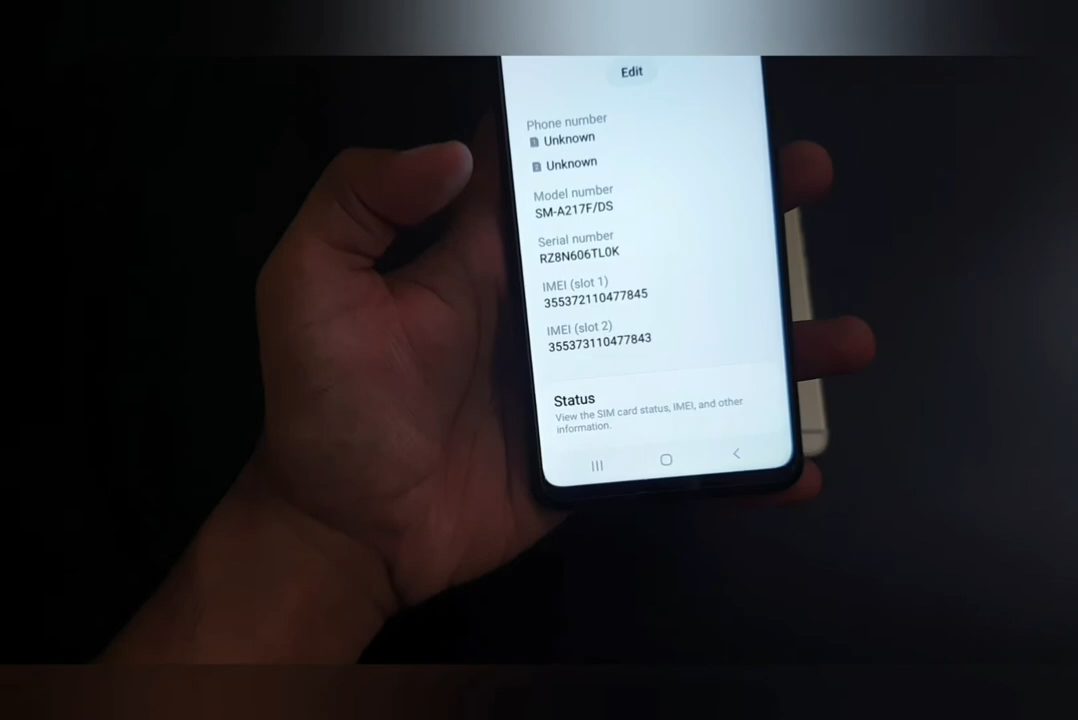 Edit
Phone number
Unknown
Unknown
Model number
SM-A217F/DS
Serial number
RZ8N606TL0K
IMEI (slot 1)
355372110477845
IMEI (slot 2)
355373110477843
Status
View the SIM card status, IMEI, and other
information.